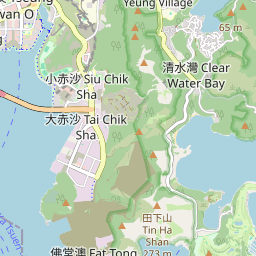 Yeung Village
wan O
65 m
小赤沙 Siu Chik
Sha
清水灣 Clear
Water Bay
大赤沙 Tai Chik
Sha
田下山
Tin Ha
Shan
273 m
佛堂澳 Fat Tong